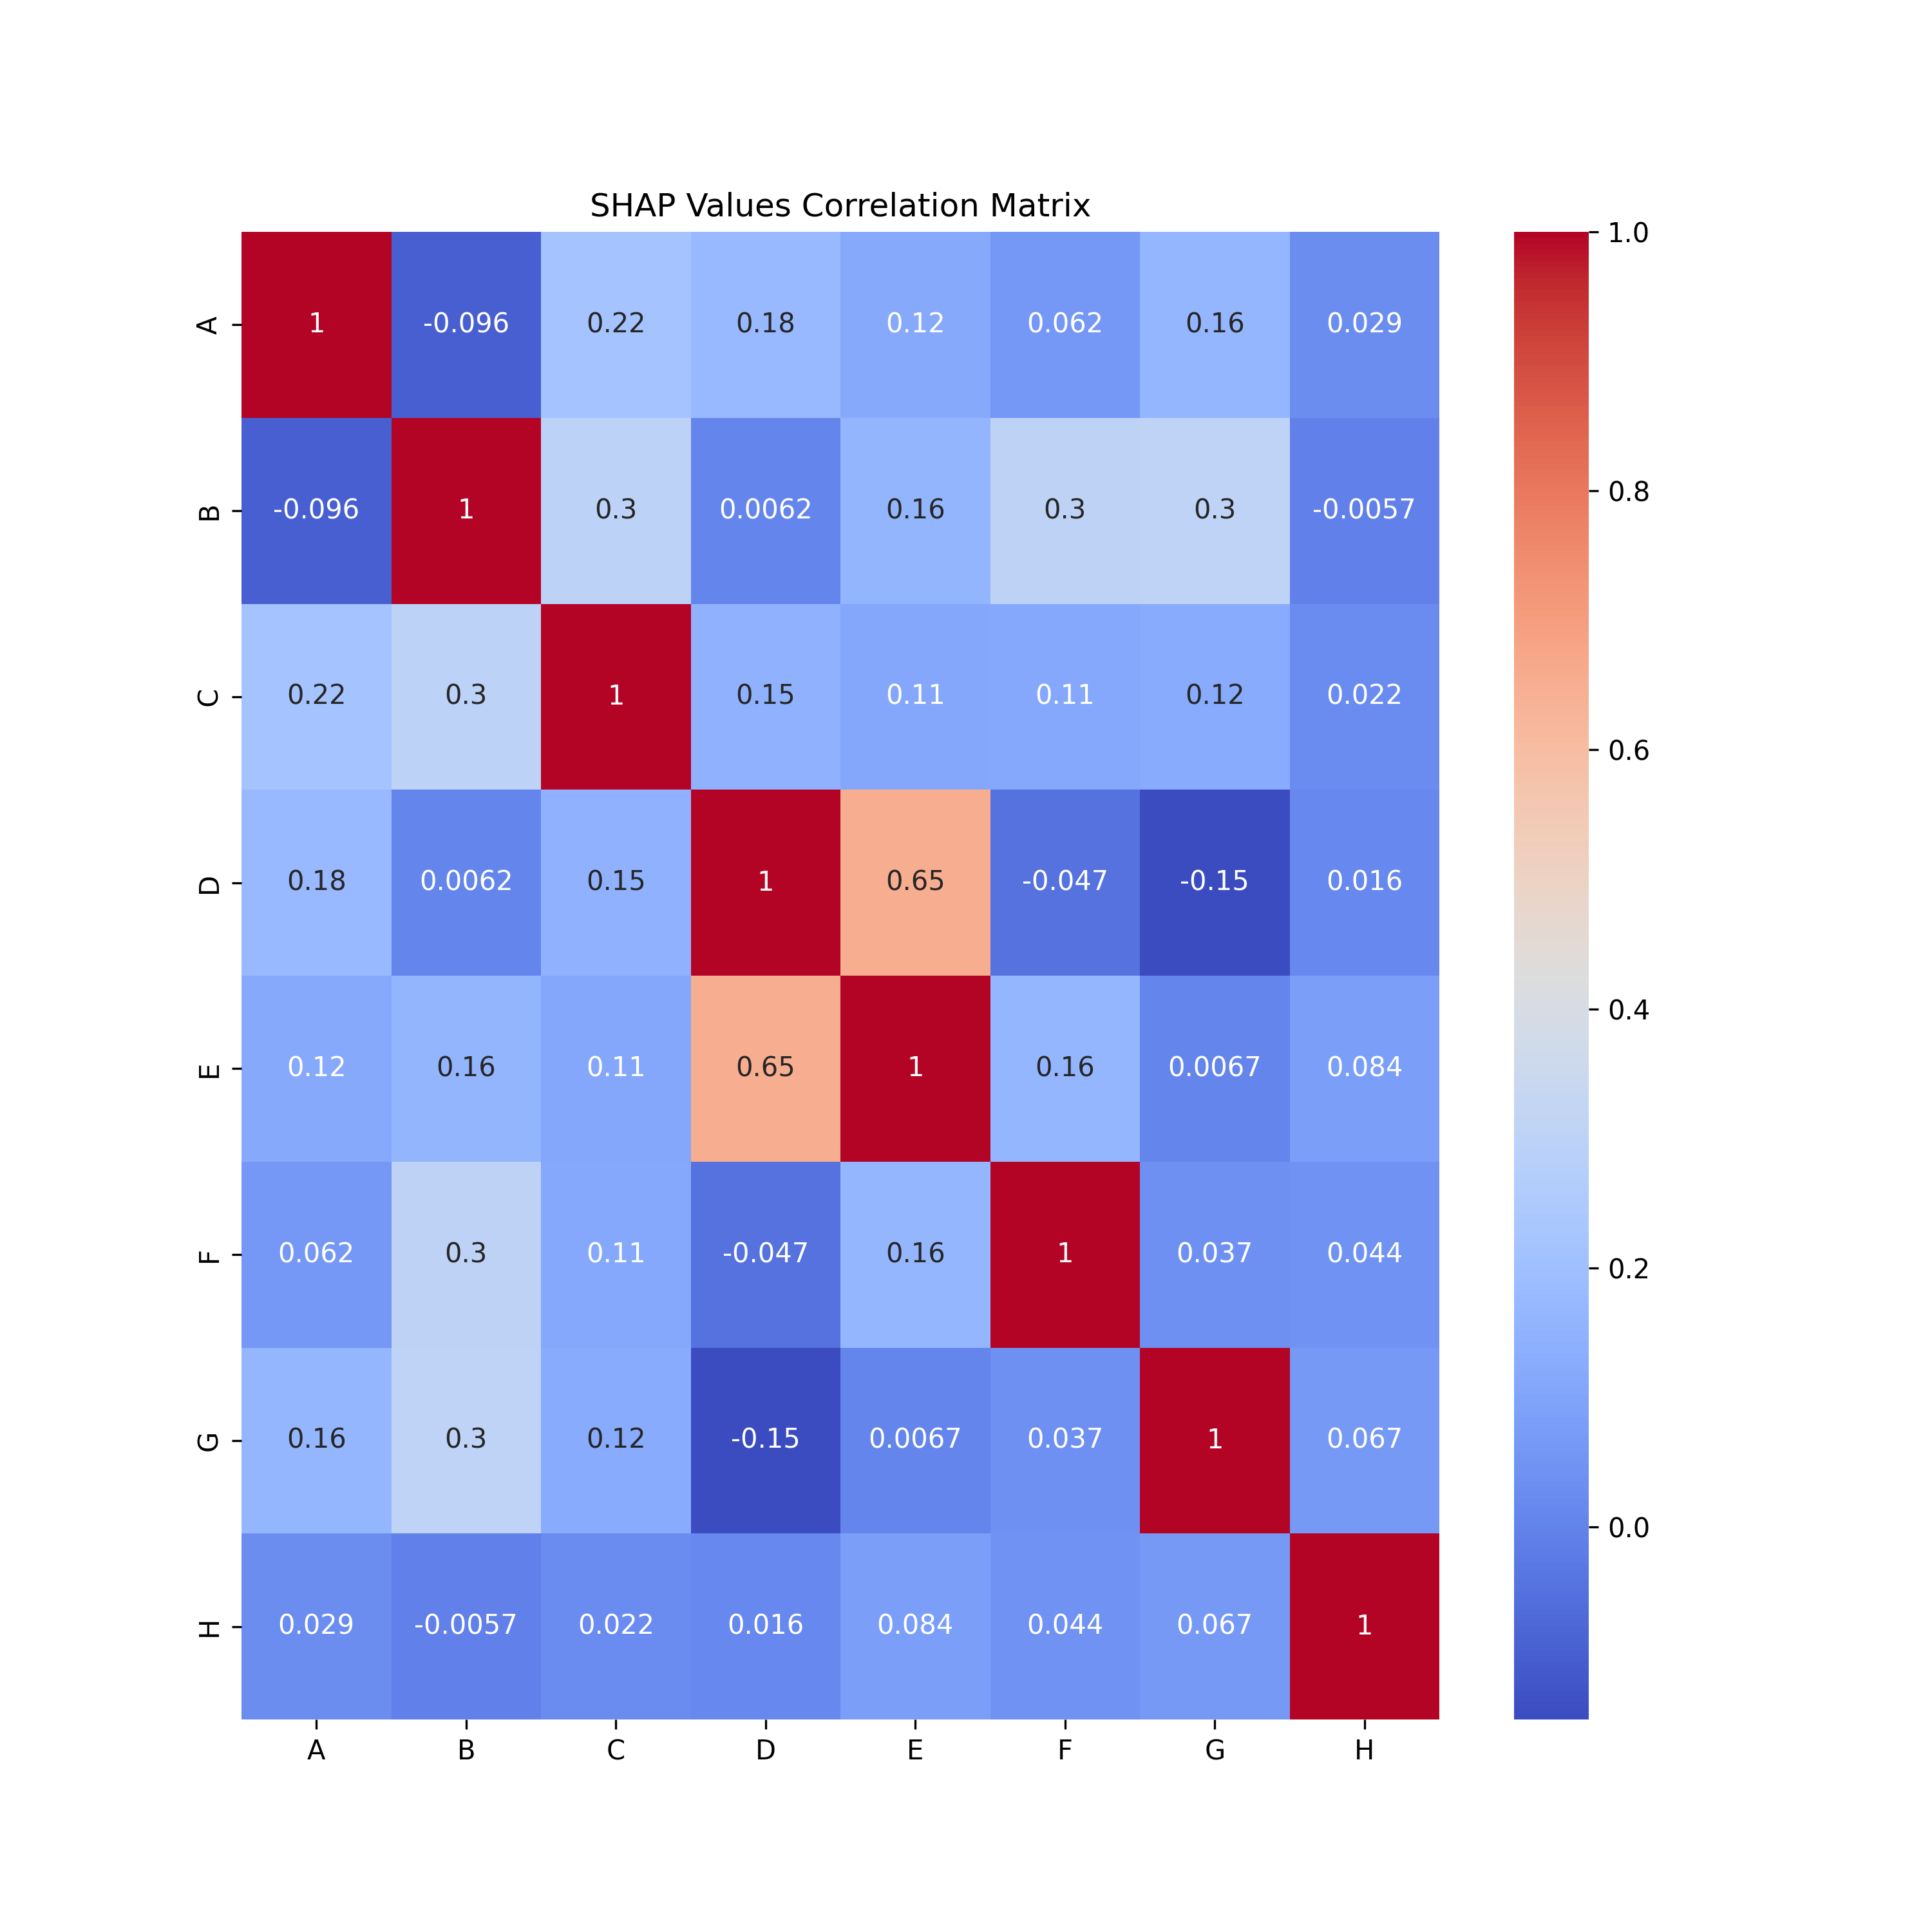 SHAP Values Correlation Matrix
A 1 -0.096 0.22 0.18 0.12 0.062 0.16 0.029
B -0.096 1 0.3 0.0062 0.16 0.3 0.3 -0.0057
C 0.22 0.3 1 0.15 0.11 0.11 0.12 0.022
D 0.18 0.0062 0.15 1 0.65 -0.047 -0.15 0.016
E 0.12 0.16 0.11 0.65 1 0.16 0.0067 0.084
F 0.062 0.3 0.11 -0.047 0.16 1 0.037 0.044
G 0.16 0.3 0.12 -0.15 0.0067 0.037 1 0.067
H 0.029 -0.0057 0.022 0.016 0.084 0.044 0.067 1
A B C D E F G H
1.0
0.8
0.6
0.4
0.2
0.0